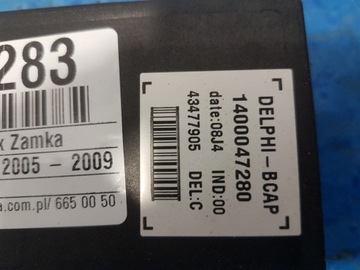 283
x Zamka
2005 - 2009
a.com.pl/ 665 00 50
DELPHI-BCAP
1400047280
date:08J4 IND:00
43477905 DEL:C